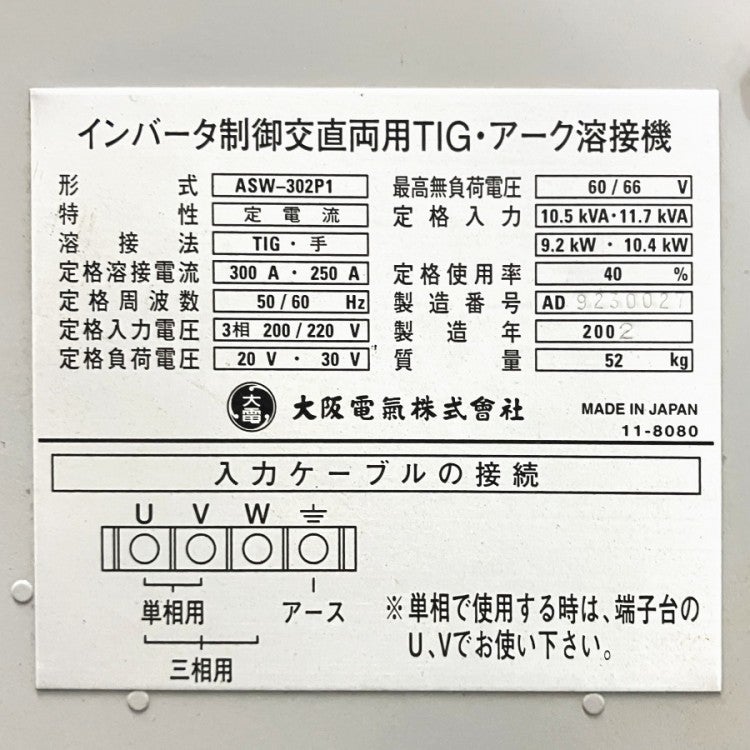 インバータ制御交直両用TIG・アーク溶接機
形式 ASW-302P1
特性 定電流
溶接法 TIG・手
定格溶接電流 300 A・250 A
定格周波数 50/60 Hz
定格入力電圧 3相 200/220 V
定格負荷電圧 20 V・30 V
最高無負荷電圧 60/66 V
定格入力 10.5 kVA・11.7 kVA
9.2 kW・10.4 kW
定格使用率 40 %
製造番号 AD 9230027
製造年 2002
質量 52 kg
大電 大阪電氣株式會社
MADE IN JAPAN
11-8080
入力ケーブルの接続
U V W
単相用 アース
三相用
※単相で使用する時は、端子台の
U、Vでお使い下さい。